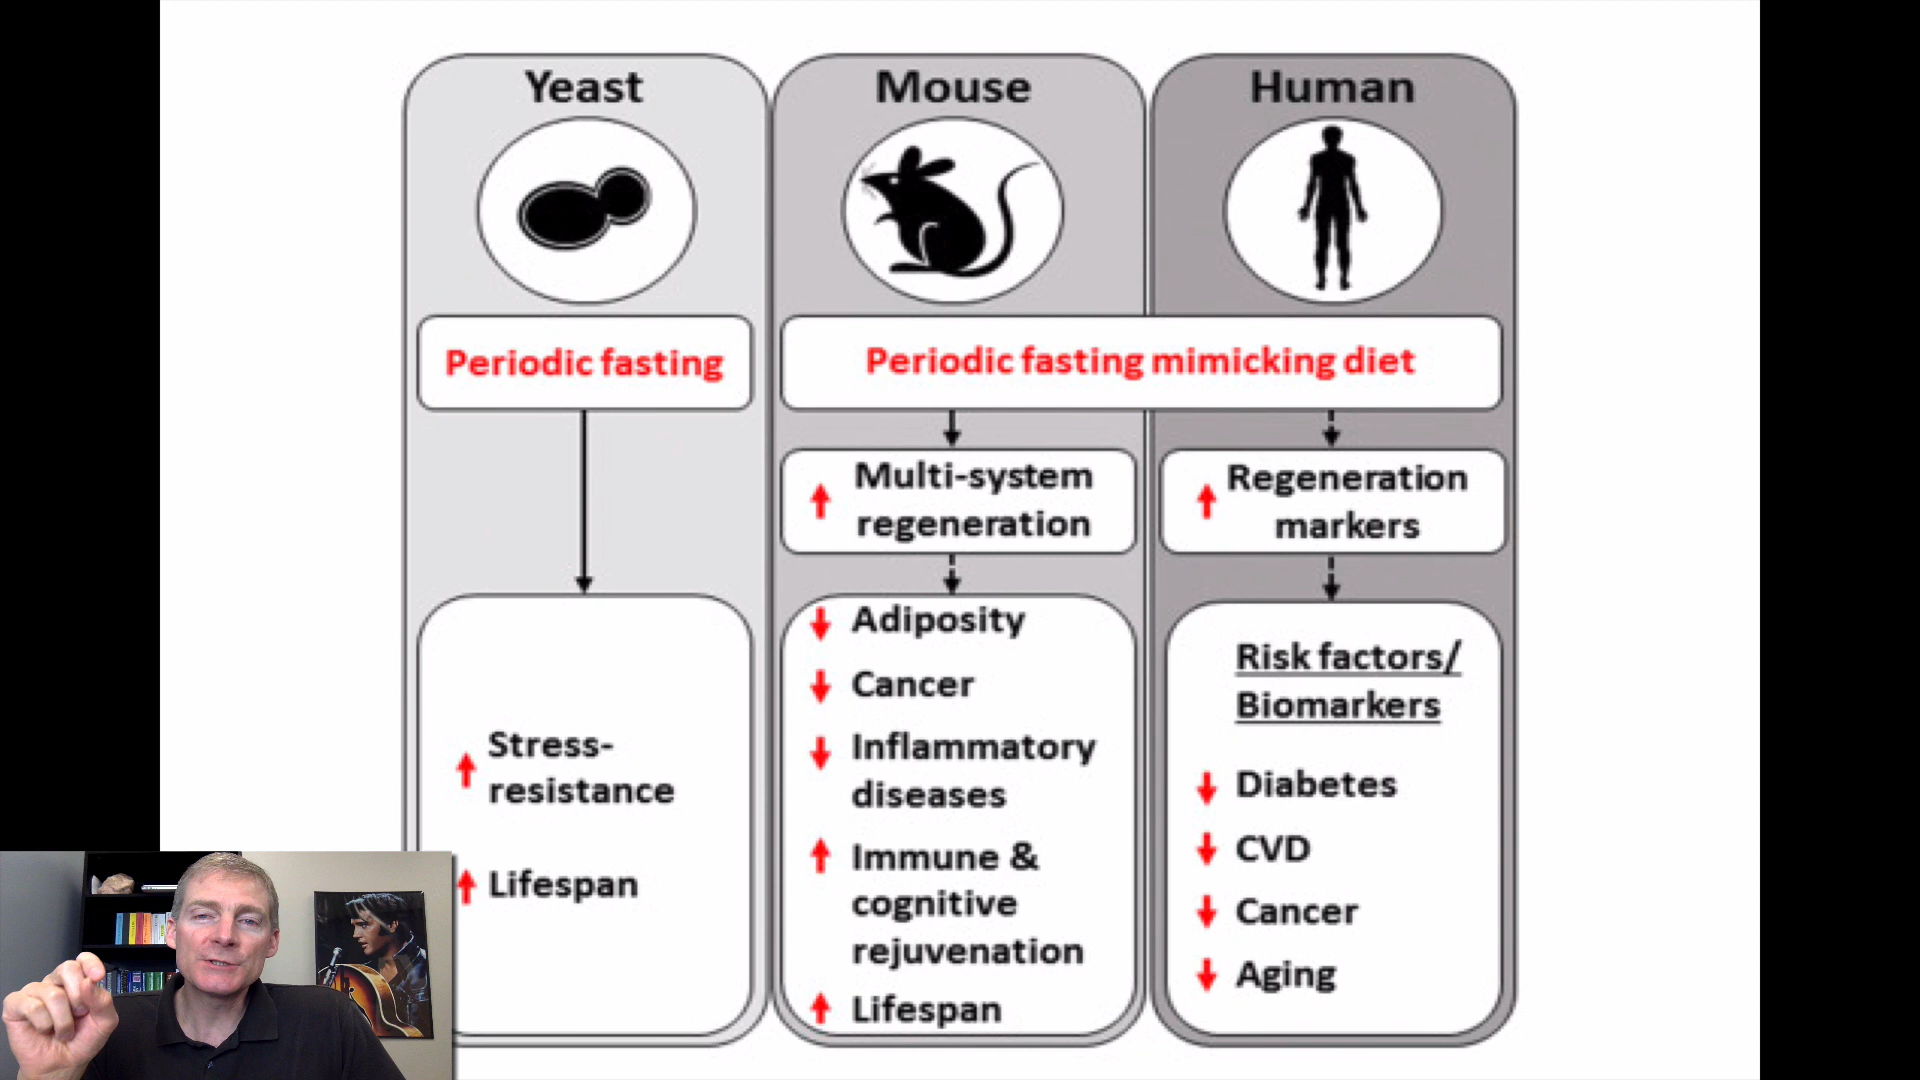 Yeast
Mouse
Human
Periodic fasting
Periodic fasting mimicking diet
Multi-system
regeneration
Regeneration
markers
Stress-
resistance
Lifespan
Adiposity
Cancer
Inflammatory
diseases
Immune &
cognitive
rejuvenation
Lifespan
Risk factors/
Biomarkers
Diabetes
CVD
Cancer
Aging